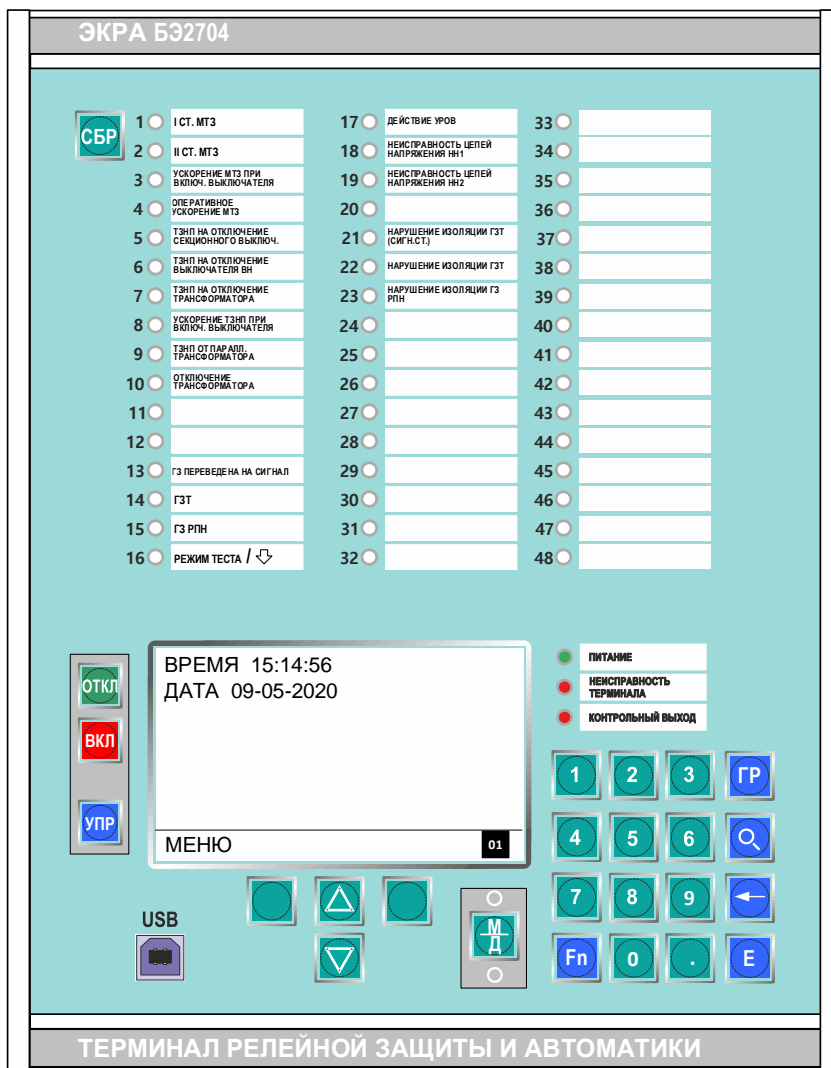 ЭКРА БЭ2704
СБР
1 I СТ. МТЗ
2 II СТ. МТЗ
3 УСКОРЕНИЕ МТЗ ПРИ
ВКЛЮЧ. ВЫКЛЮЧАТЕЛЯ
4 ОПЕРАТИВНОЕ
УСКОРЕНИЕ МТЗ
5 ТЗНП НА ОТКЛЮЧЕНИЕ
СЕКЦИОННОГО ВЫКЛЮЧ.
6 ТЗНП НА ОТКЛЮЧЕНИЕ
ВЫКЛЮЧАТЕЛЯ ВН
7 ТЗНП НА ОТКЛЮЧЕНИЕ
ТРАНСФОРМАТОРА
8 УСКОРЕНИЕ ТЗНП ПРИ
ВКЛЮЧ. ВЫКЛЮЧАТЕЛЯ
9 ТЗНП ОТ ПАРАЛЛ.
ТРАНСФОРМАТОРА
10 ОТКЛЮЧЕНИЕ
ТРАНСФОРМАТОРА
11
12
13 ГЗ ПЕРЕВЕДЕНА НА СИГНАЛ
14 ГЗТ
15 ГЗ РПН
16 РЕЖИМ ТЕСТА /
17 ДЕЙСТВИЕ УРОВ
18 НЕИСПРАВНОСТЬ ЦЕПЕЙ
НАПРЯЖЕНИЯ НН1
19 НЕИСПРАВНОСТЬ ЦЕПЕЙ
НАПРЯЖЕНИЯ НН2
20
21 НАРУШЕНИЕ ИЗОЛЯЦИИ ГЗТ
(СИГН.СТ.)
22 НАРУШЕНИЕ ИЗОЛЯЦИИ ГЗТ
23 НАРУШЕНИЕ ИЗОЛЯЦИИ ГЗ
РПН
24
25
26
27
28
29
30
31
32
33
34
35
36
37
38
39
40
41
42
43
44
45
46
47
48
ОТКЛ
ВКЛ
УПР
ВРЕМЯ 15:14:56
ДАТА 09-05-2020
МЕНЮ 01
ПИТАНИЕ
НЕИСПРАВНОСТЬ
ТЕРМИНАЛА
КОНТРОЛЬНЫЙ ВЫХОД
1 2 3 ГР
4 5 6
7 8 9
Fn 0 . E
USB
М
Д
ТЕРМИНАЛ РЕЛЕЙНОЙ ЗАЩИТЫ И АВТОМАТИКИ